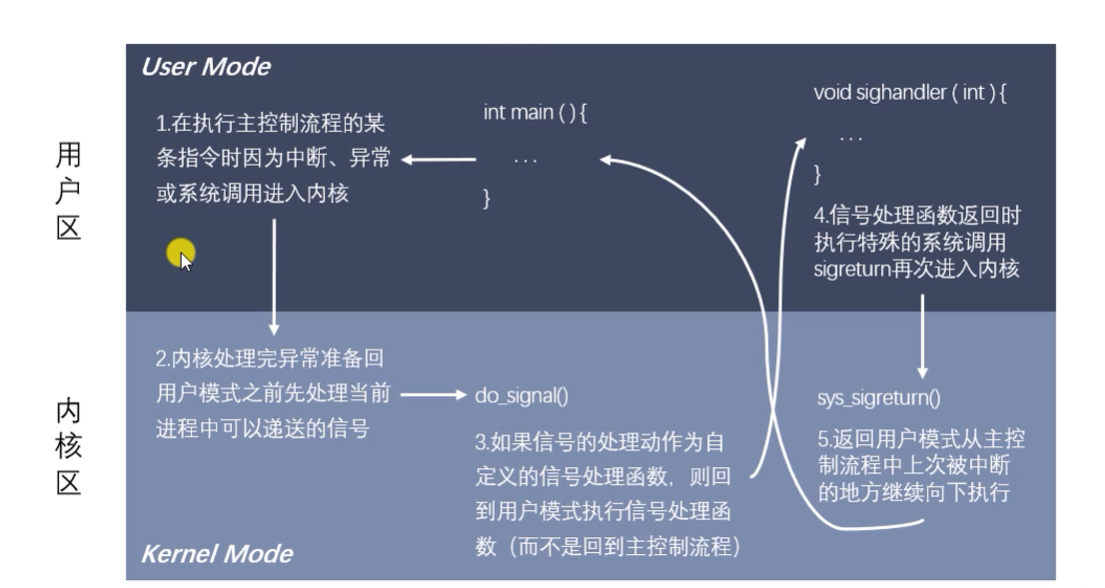 User Mode
用户区
1.在执行主控制流程的某
条指令时因为中断、异常
或系统调用进入内核
int main ( ) {
...
}
void sighandler ( int ) {
...
}
4.信号处理函数返回时
执行特殊的系统调用
sigreturn再次进入内核
内核区
2.内核处理完异常准备回
用户模式之前先处理当前
进程中可以递送的信号
do_signal()
3.如果信号的处理动作为自
定义的信号处理函数，则回
到用户模式执行信号处理函
数（而不是回到主控制流程）
sys_sigreturn()
5.返回用户模式从主控
制流程中上次被中断
的地方继续向下执行
Kernel Mode